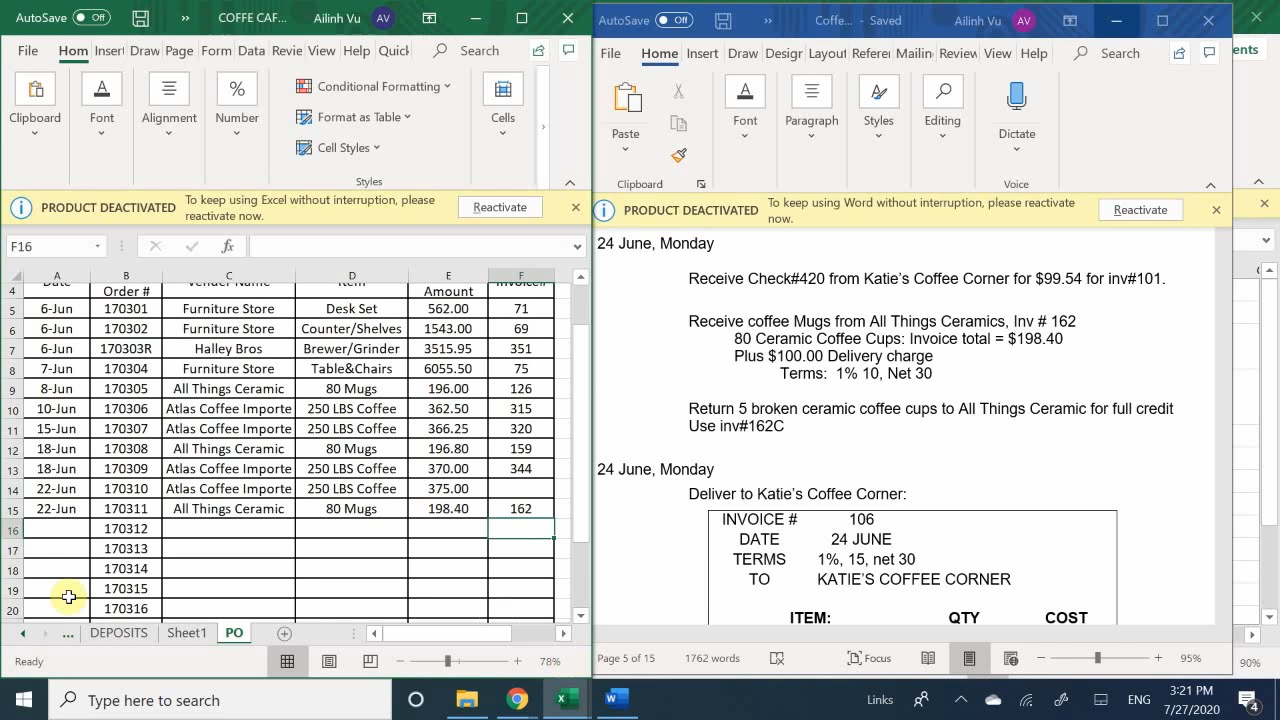 AutoSave Off » COFFE CAF... Ailinh Vu AV
File Hom Insert Draw Page Form Data Revie View Help Quick Search
Clipboard
Font
Alignment
%
Number
Conditional Formatting
Format as Table
Cell Styles
Styles
Cells
PRODUCT DEACTIVATED To keep using Excel without interruption, please reactivate now. Reactivate
F16 fx
A B C D E F
4 Date Order # Vender Name Item Amount Invoice#
5 6-Jun 170301 Furniture Store Desk Set 562.00 71
6 6-Jun 170302 Furniture Store Counter/Shelves 1543.00 69
7 6-Jun 170303R Halley Bros Brewer/Grinder 3515.95 351
8 7-Jun 170304 Furniture Store Table&Chairs 6055.50 75
9 8-Jun 170305 All Things Ceramic 80 Mugs 196.00 126
10 10-Jun 170306 Atlas Coffee Importe 250 LBS Coffee 362.50 315
11 15-Jun 170307 Atlas Coffee Importe 250 LBS Coffee 366.25 320
12 18-Jun 170308 All Things Ceramic 80 Mugs 196.80 159
13 18-Jun 170309 Atlas Coffee Importe 250 LBS Coffee 370.00 344
14 22-Jun 170310 Atlas Coffee Importe 250 LBS Coffee 375.00
15 22-Jun 170311 All Things Ceramic 80 Mugs 198.40 162
16 170312
17 170313
18 170314
19 170315
20 170316
... DEPOSITS Sheet1 PO
Ready 78%
AutoSave Off » Coffe... - Saved Ailinh Vu AV
File Home Insert Draw Design Layout Referen Mailin Review View Help Search
Paste
Clipboard
Font
Paragraph
Styles
Editing
Dictate
Voice
PRODUCT DEACTIVATED To keep using Word without interruption, please reactivate now. Reactivate
24 June, Monday
Receive Check#420 from Katie's Coffee Corner for $99.54 for inv#101.
Receive coffee Mugs from All Things Ceramics, Inv # 162
80 Ceramic Coffee Cups: Invoice total = $198.40
Plus $100.00 Delivery charge
Terms: 1% 10, Net 30
Return 5 broken ceramic coffee cups to All Things Ceramic for full credit
Use inv#162C
24 June, Monday
Deliver to Katie's Coffee Corner:
INVOICE # 106
DATE 24 JUNE
TERMS 1%, 15, net 30
TO KATIE'S COFFEE CORNER
ITEM: QTY COST
Page 5 of 15 1762 words Focus 95%
ents
90%
Type here to search
Links ENG 3:21 PM
7/27/2020
4